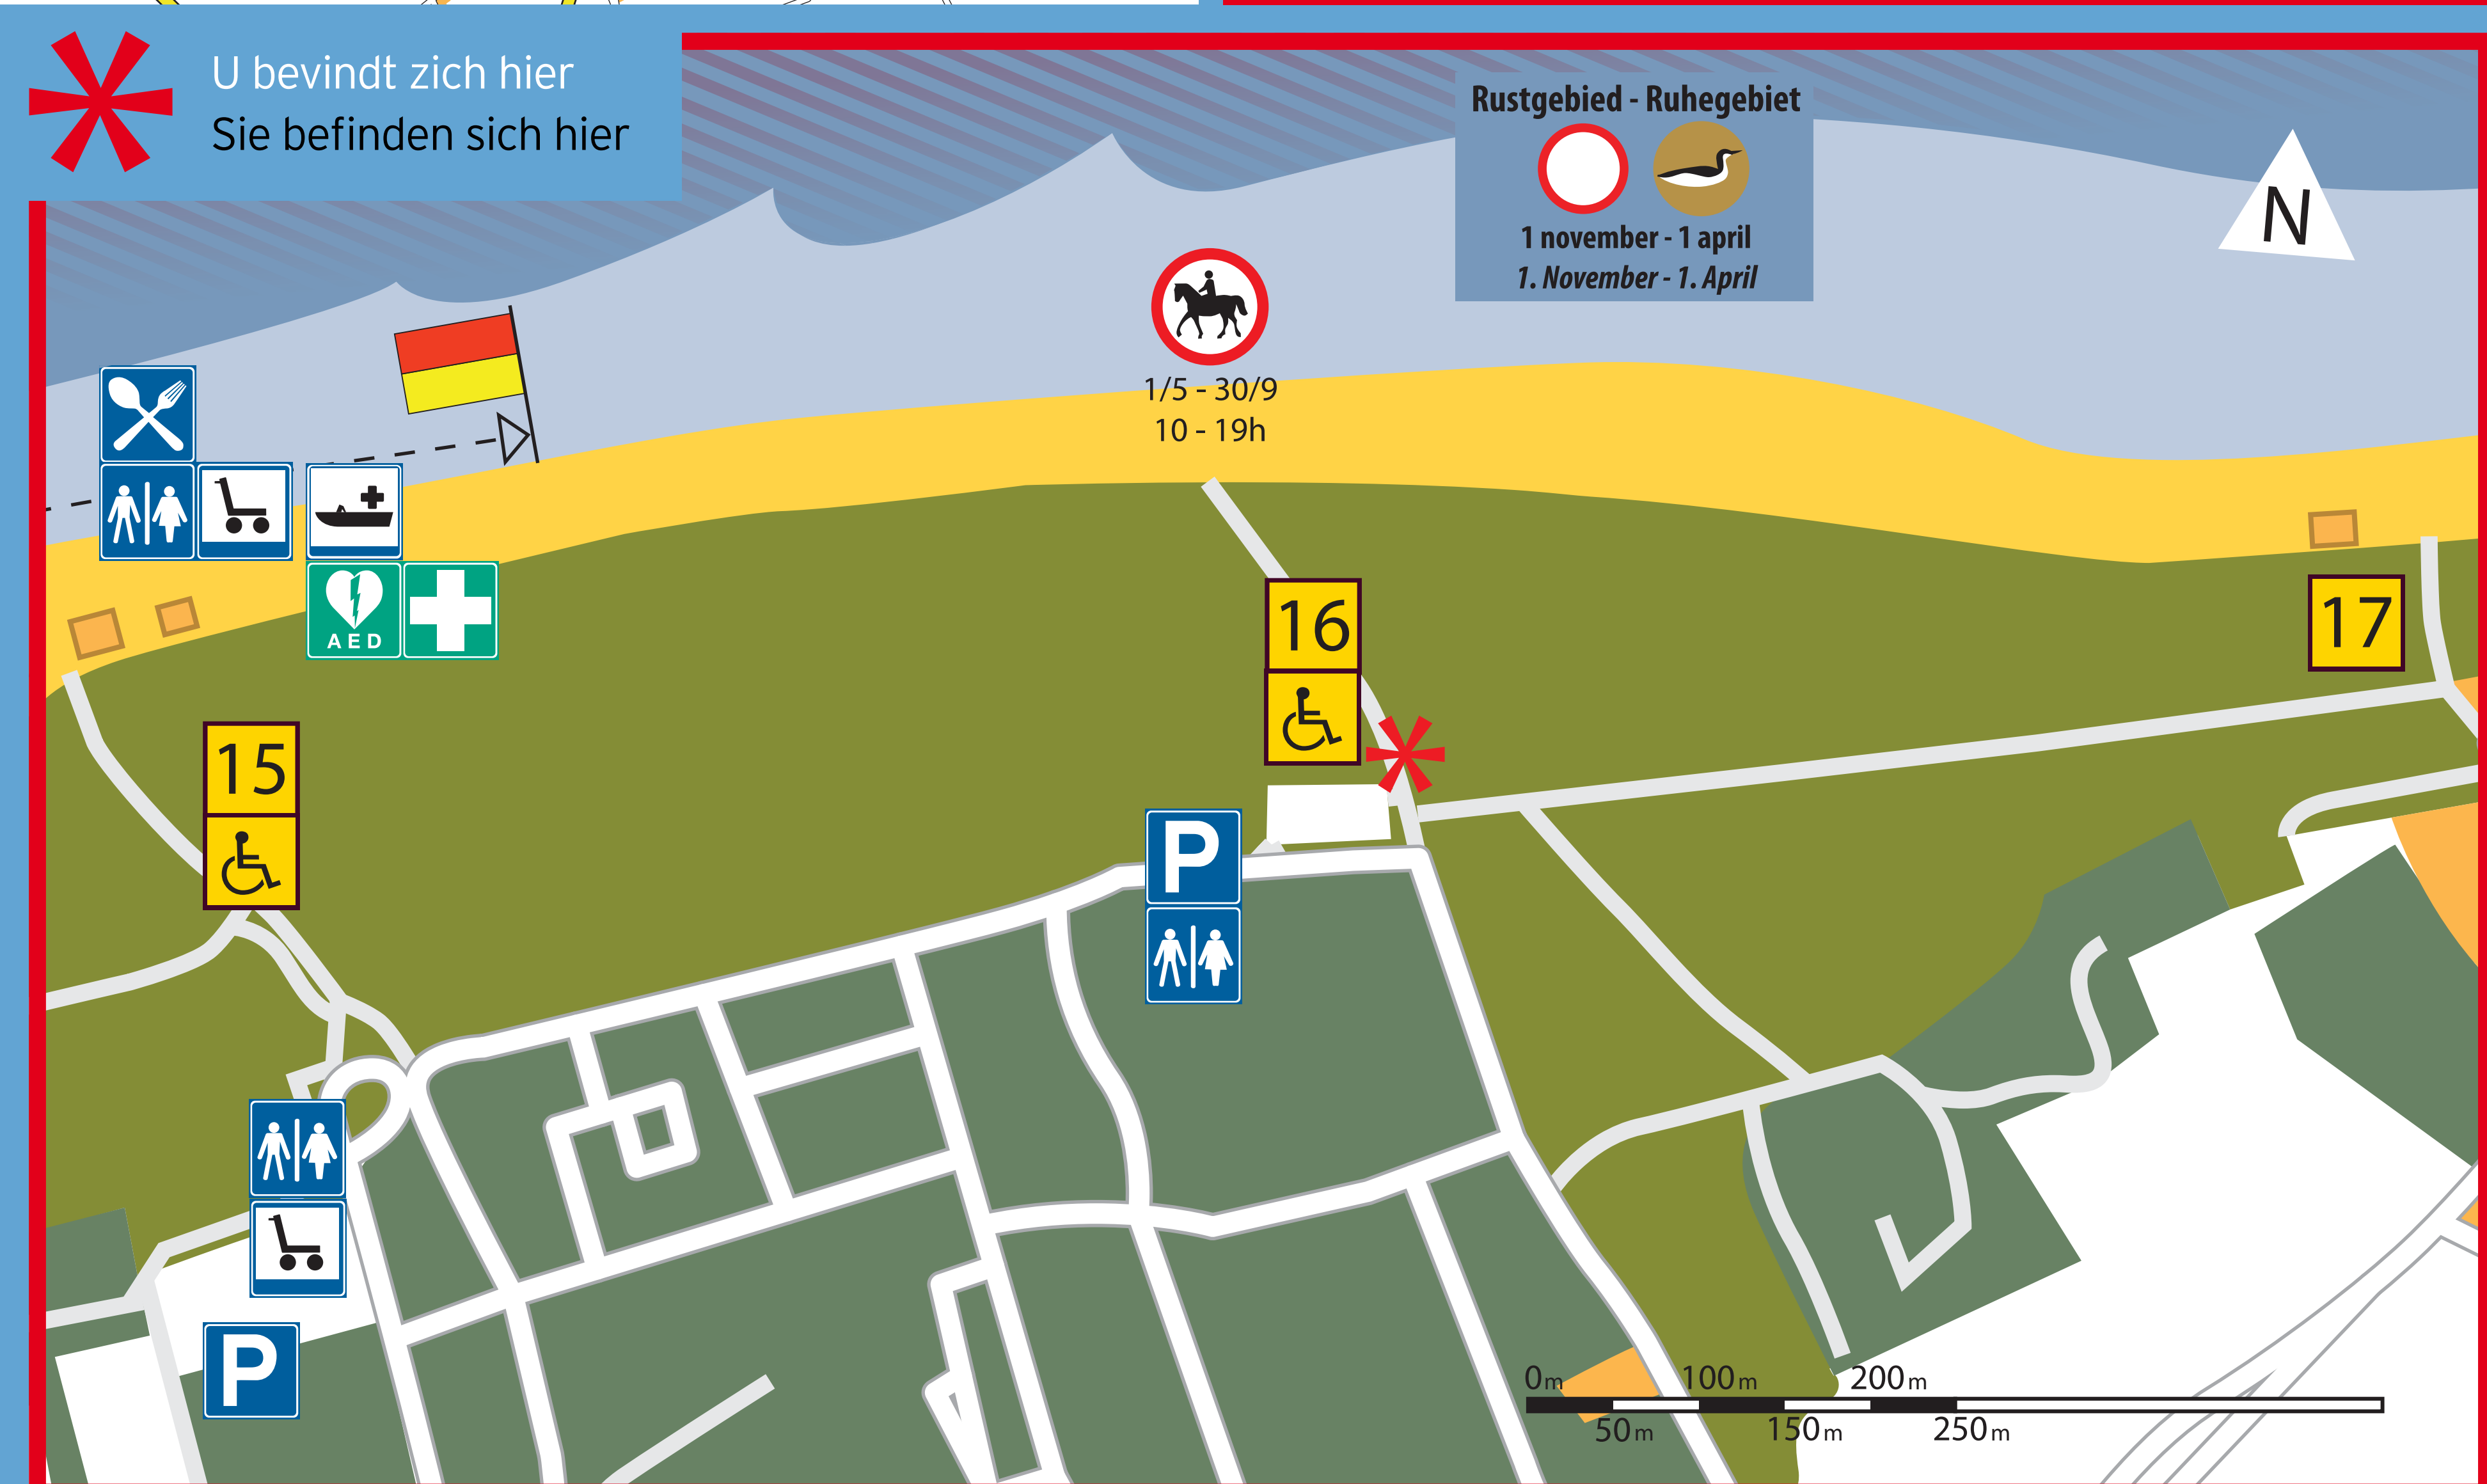 U bevindt zich hier
Sie befinden sich hier
Rustgebied - Ruhegebiet
1 november - 1 april
1. November - 1. April
N
1/5 - 30/9
10 - 19h
AED
16
17
15
P
P
0m 100m 200m
50m 150m 250m